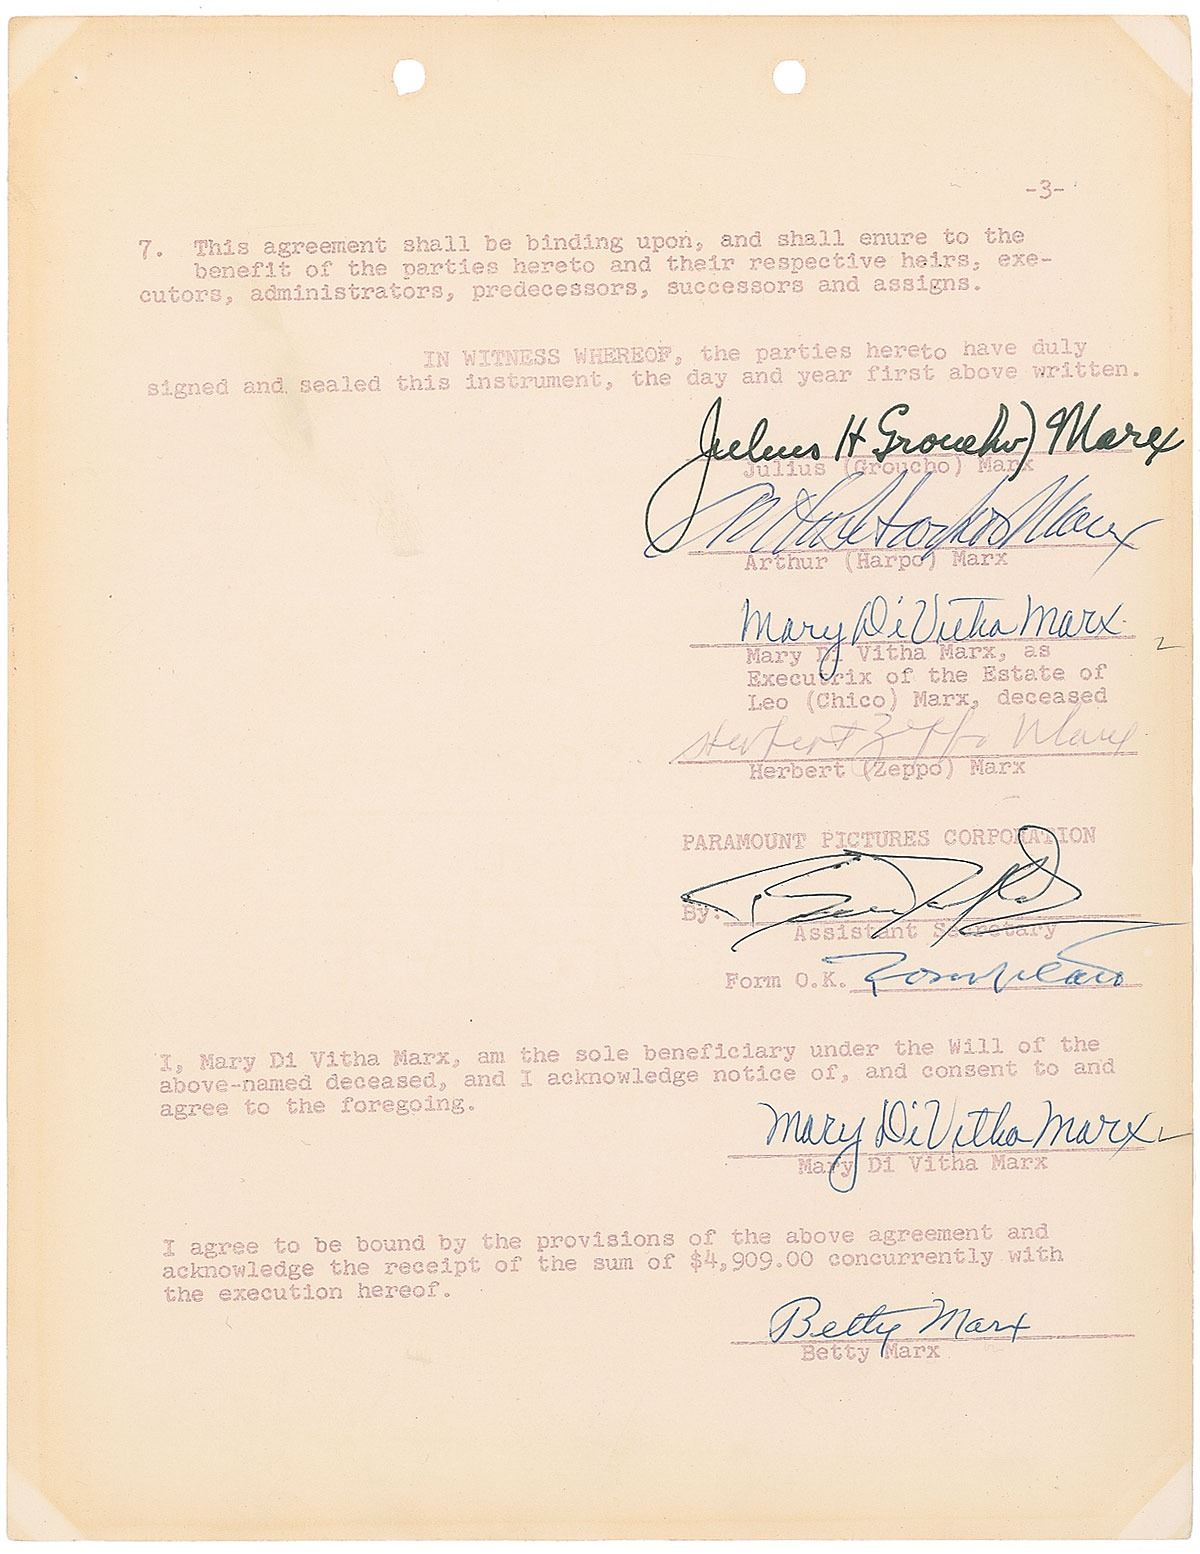 -3-
7. This agreement shall be binding upon, and shall enure to the
benefit of the parties hereto and their respective heirs, exe-
cutors, administrators, predecessors, successors and assigns.
IN WITNESS WHEREOF, the parties hereto have duly
signed and sealed this instrument, the day and year first above written.
Julius H Groucho) Marx
Julius (Groucho) Marx
Harpo Marx
Arthur (Harpo) Marx
Mary Di Vitha Marx
Mary Di Vitha Marx, as
Executrix of the Estate of
Leo (Chico) Marx, deceased
Herbert Zeppo Marx
Herbert (Zeppo) Marx
PARAMOUNT PICTURES CORPORATION
By:
Assistant Secretary
Form O.K.
I, Mary Di Vitha Marx, am the sole beneficiary under the Will of the
above-named deceased, and I acknowledge notice of, and consent to and
agree to the foregoing.
Mary Di Vitha Marx
Mary Di Vitha Marx
I agree to be bound by the provisions of the above agreement and
acknowledge the receipt of the sum of $4,909.00 concurrently with
the execution hereof.
Betty Marx
Betty Marx